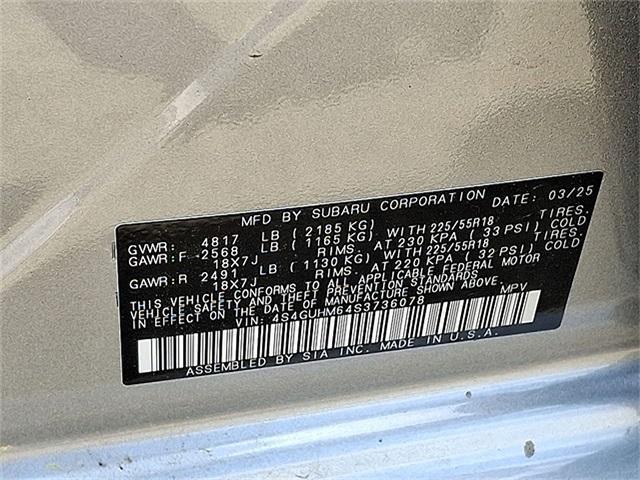 MFD BY SUBARU CORPORATION DATE: 03/25
GVWR: 4817 LB ( 2185 KG)
GAWR:F 2568 LB ( 1165 KG) WITH 225/55R18 TIRES.
18X7J RIMS. AT 230 KPA ( 33 PSI) COLD
GAWR:R 2491 LB ( 1130 KG) WITH 225/55R18 TIRES.
18X7J RIMS. AT 220 KPA ( 32 PSI) COLD
THIS VEHICLE CONFORMS TO ALL APPLICABLE FEDERAL MOTOR
VEHICLE SAFETY, AND THEFT PREVENTION STANDARDS
IN EFFECT ON THE DATE OF MANUFACTURE SHOWN ABOVE.
VIN: 4S4GUHM64S3736078 MPV
ASSEMBLED BY SIA INC. MADE IN U.S.A.